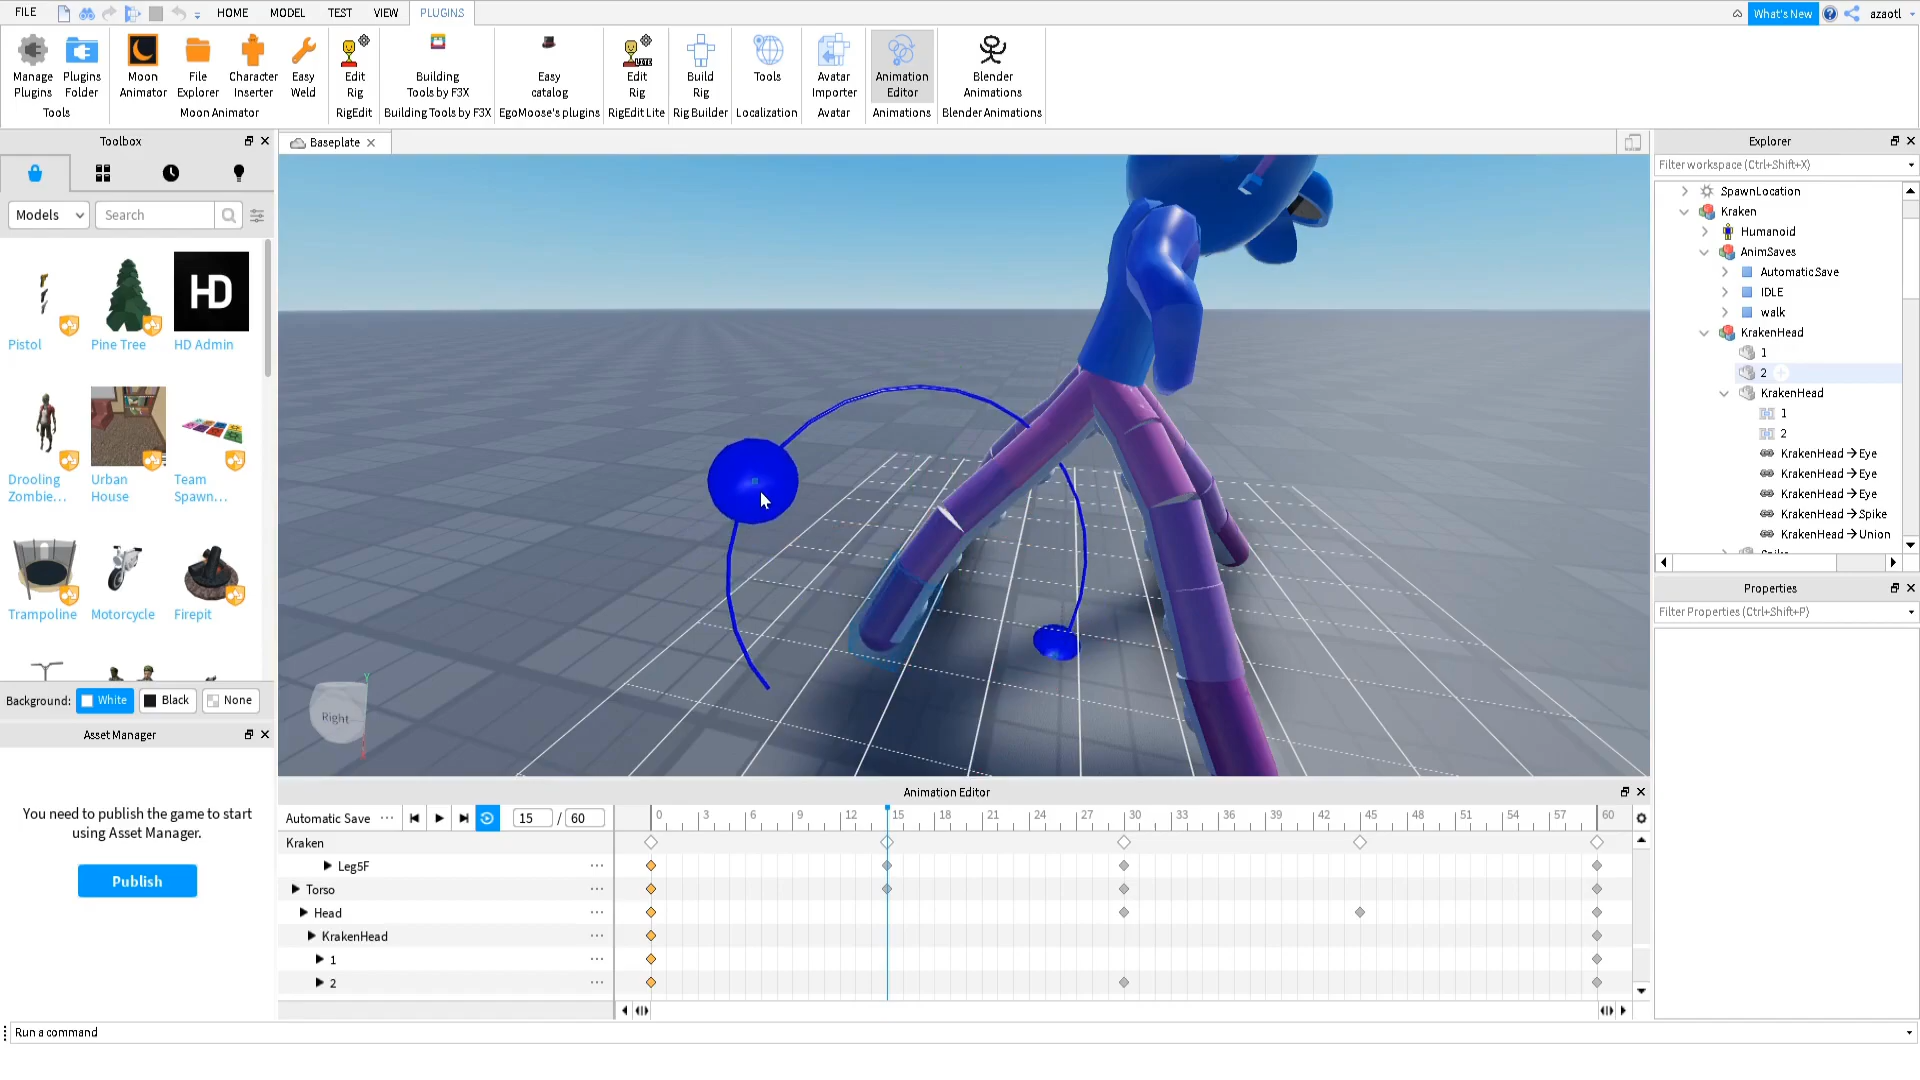 FILE HOME MODEL TEST VIEW PLUGINS What's New azaotl
Manage Plugins
Plugins Folder
Tools
Moon Animator
File Explorer
Character Inserter
Easy Weld
Moon Animator
Edit Rig
RigEdit
Building Tools by F3X
Building Tools by F3X
Easy catalog
EgoMoose's plugins
Edit Rig
RigEdit Lite
Build Rig
Rig Builder
Tools
Localization
Avatar Importer
Avatar
Animation Editor
Animations
Blender Animations
Blender Animations
Toolbox
Models Search
Pistol Pine Tree HD Admin
HD
Drooling Zombie...
Urban House
Team Spawn...
Trampoline Motorcycle Firepit
Background: White Black None
Asset Manager
You need to publish the game to start
using Asset Manager.
Publish
Baseplate
Right
Y
Explorer
Filter workspace (Ctrl+Shift+X)
SpawnLocation
Kraken
Humanoid
AnimSaves
AutomaticSave
IDLE
walk
KrakenHead
1
2
KrakenHead
1
2
KrakenHead→Eye
KrakenHead→Eye
KrakenHead→Eye
KrakenHead→Spike
KrakenHead→Union
Properties
Filter Properties (Ctrl+Shift+P)
Animation Editor
Automatic Save ··· 15 / 60
0 3 6 9 12 15 18 21 24 27 30 33 36 39 42 45 48 51 54 57 60
Kraken
Leg5F ···
Torso ···
Head ···
KrakenHead ···
1 ···
2 ···
Run a command